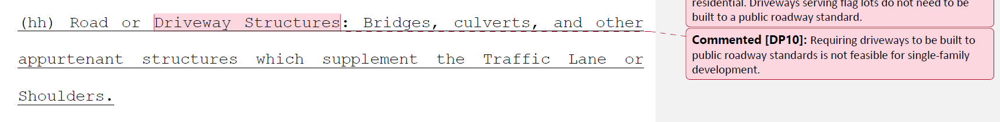 (hh) Road or Driveway Structures: Bridges, culverts, and other
appurtenant structures which supplement the Traffic Lane or
Shoulders.
residential. Driveways serving flag lots do not need to be
built to a public roadway standard.
Commented [DP10]: Requiring driveways to be built to
public roadway standards is not feasible for single-family
development.